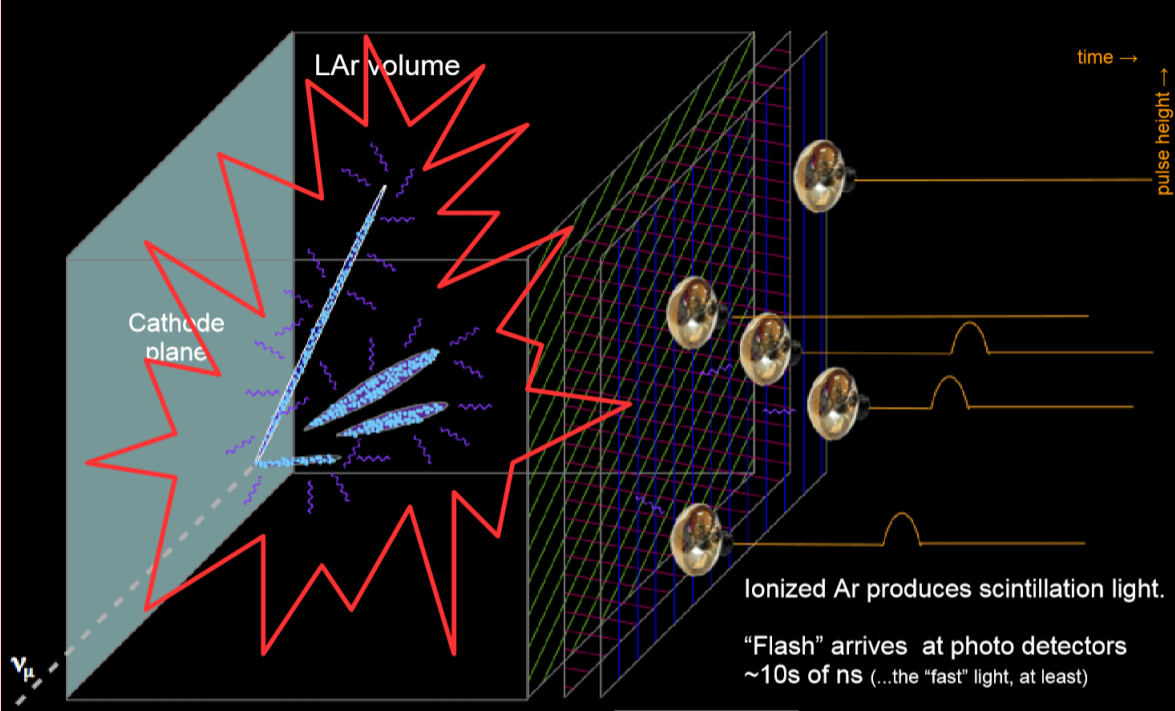 LAr volume
time →
pulse height →
Cathode
plane
νμ
Ionized Ar produces scintillation light.
“Flash” arrives at photo detectors
~10s of ns (...the “fast” light, at least)